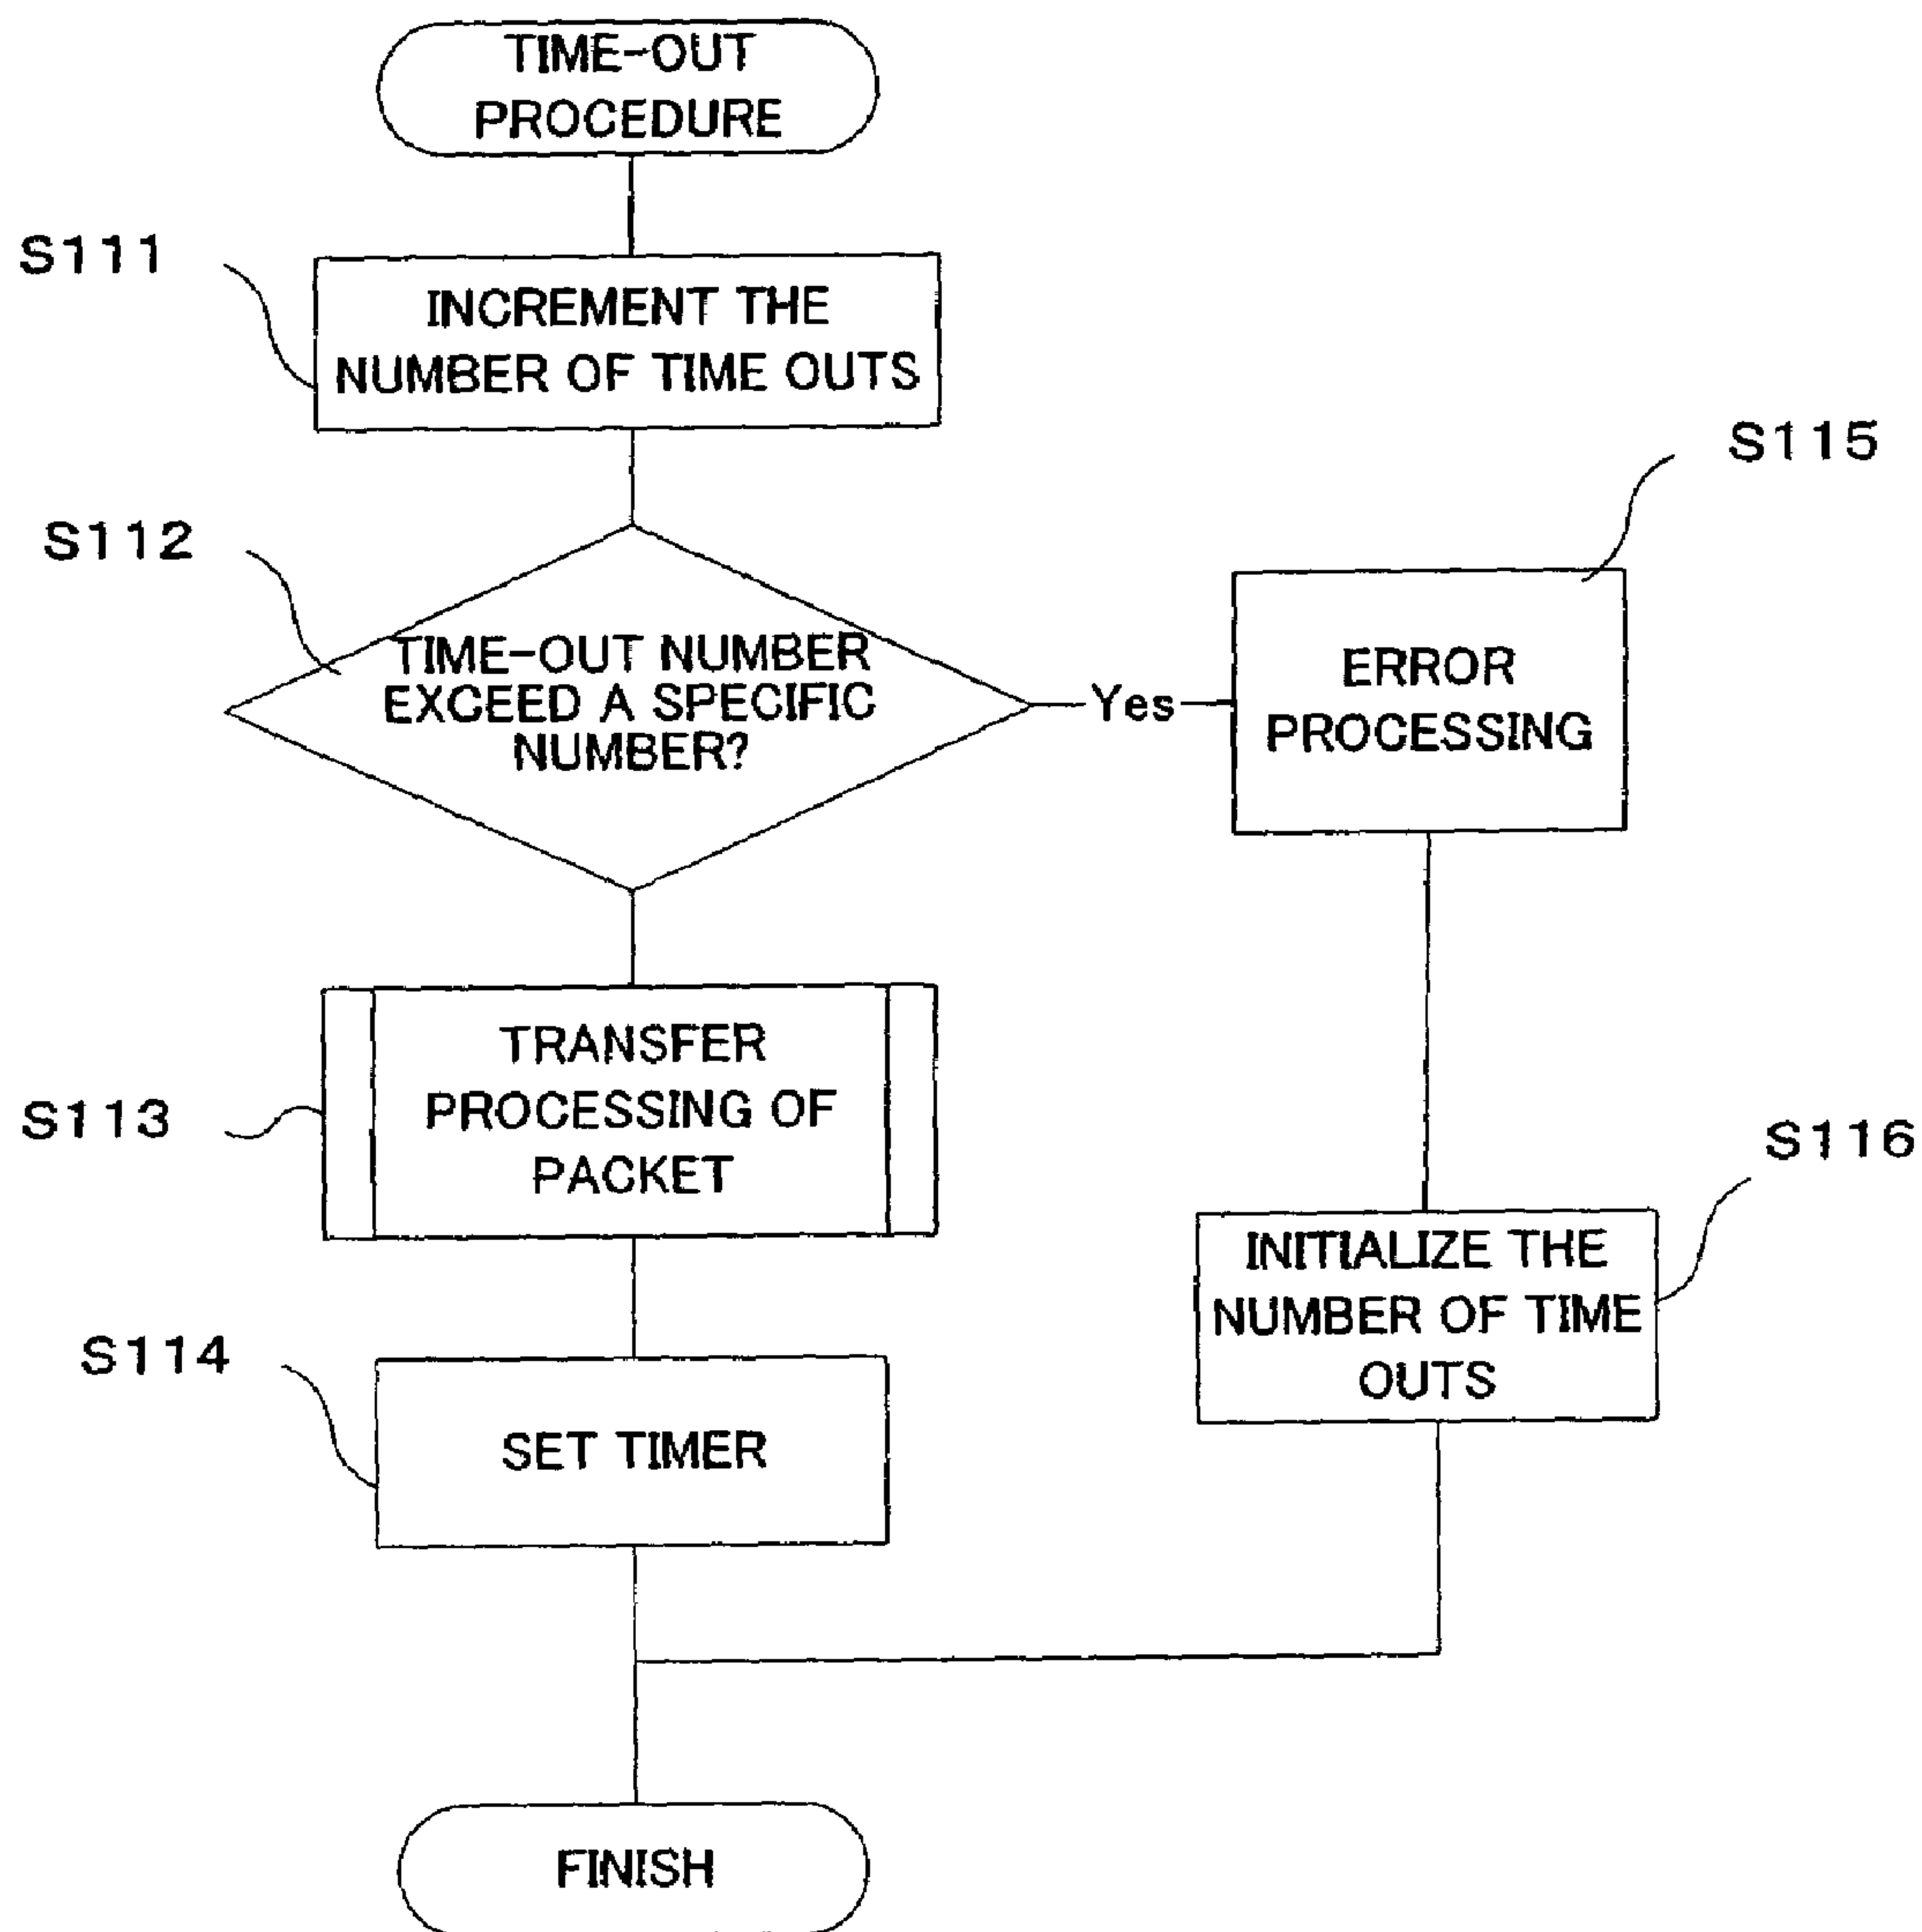 TIME-OUT
PROCEDURE
S111
INCREMENT THE
NUMBER OF TIME OUTS
S112
TIME-OUT NUMBER
EXCEED A SPECIFIC
NUMBER?
Yes
S115
ERROR
PROCESSING
S113
TRANSFER
PROCESSING OF
PACKET
S116
INITIALIZE THE
NUMBER OF TIME
OUTS
S114
SET TIMER
FINISH